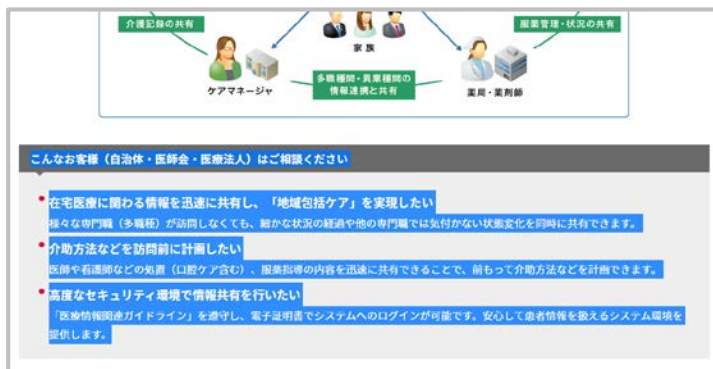 介護記録の共有
服薬管理・状況の共有
家族
ケアマネージャ
多職種間・異業種間の
情報連携と共有
薬局・薬剤師
こんなお客様（自治体・医師会・医療法人）はご相談ください
在宅医療に関わる情報を迅速に共有し、「地域包括ケア」を実現したい
様々な専門職（多職種）が訪問しなくても、細かな状況の経過や他の専門職では気付かない状態変化を同時に共有できます。
介助方法などを訪問前に計画したい
医師や看護師などの処置（口腔ケア含む）、服薬指導の内容を迅速に共有できることで、前もって介助方法などを計画できます。
高度なセキュリティ環境で情報共有を行いたい
「医療情報関連ガイドライン」を遵守し、電子証明書でシステムへのログインが可能です。安心して患者情報を扱えるシステム環境を
提供します。